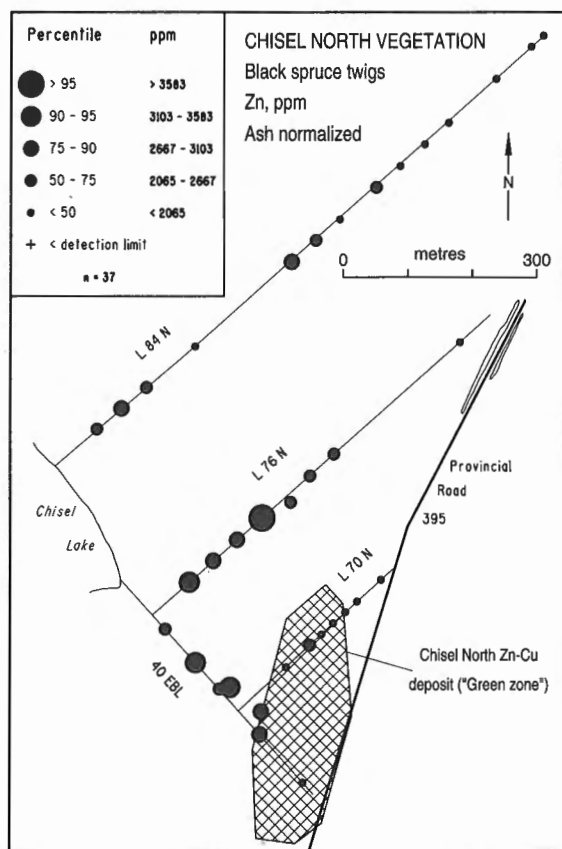 Percentile ppm
> 95 > 3583
90 - 95 3103 - 3583
75 - 90 2667 - 3103
50 - 75 2065 - 2667
< 50 < 2065
+ < detection limit
n = 37
CHISEL NORTH VEGETATION
Black spruce twigs
Zn, ppm
Ash normalized
N
metres
0 300
L 84 N
L 76 N
Chisel
Lake
Provincial
Road
395
L 70 N
40 EBL
Chisel North Zn-Cu
deposit ("Green zone")